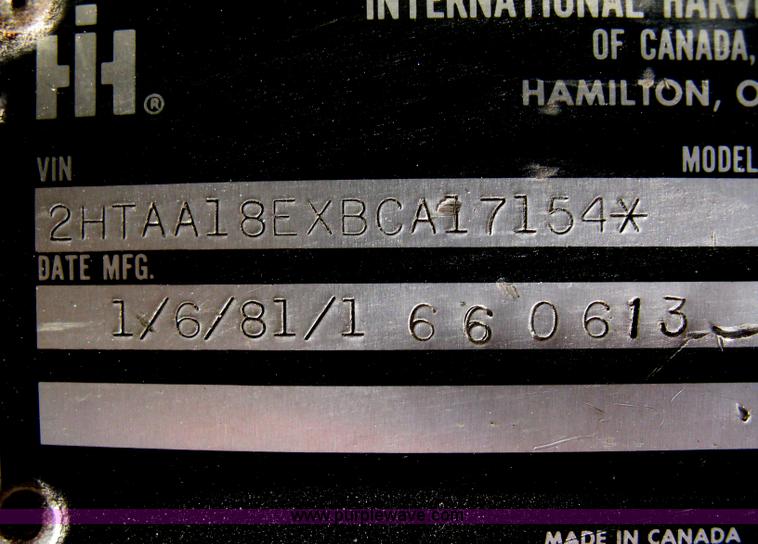 INTERNATIONAL HARV
OF CANADA,
HAMILTON, O
IH ®
VIN
MODEL
2HTAA18EXBCA17154*
DATE MFG.
1/6/81/1 660613
www.purplewave.com
MADE IN CANADA